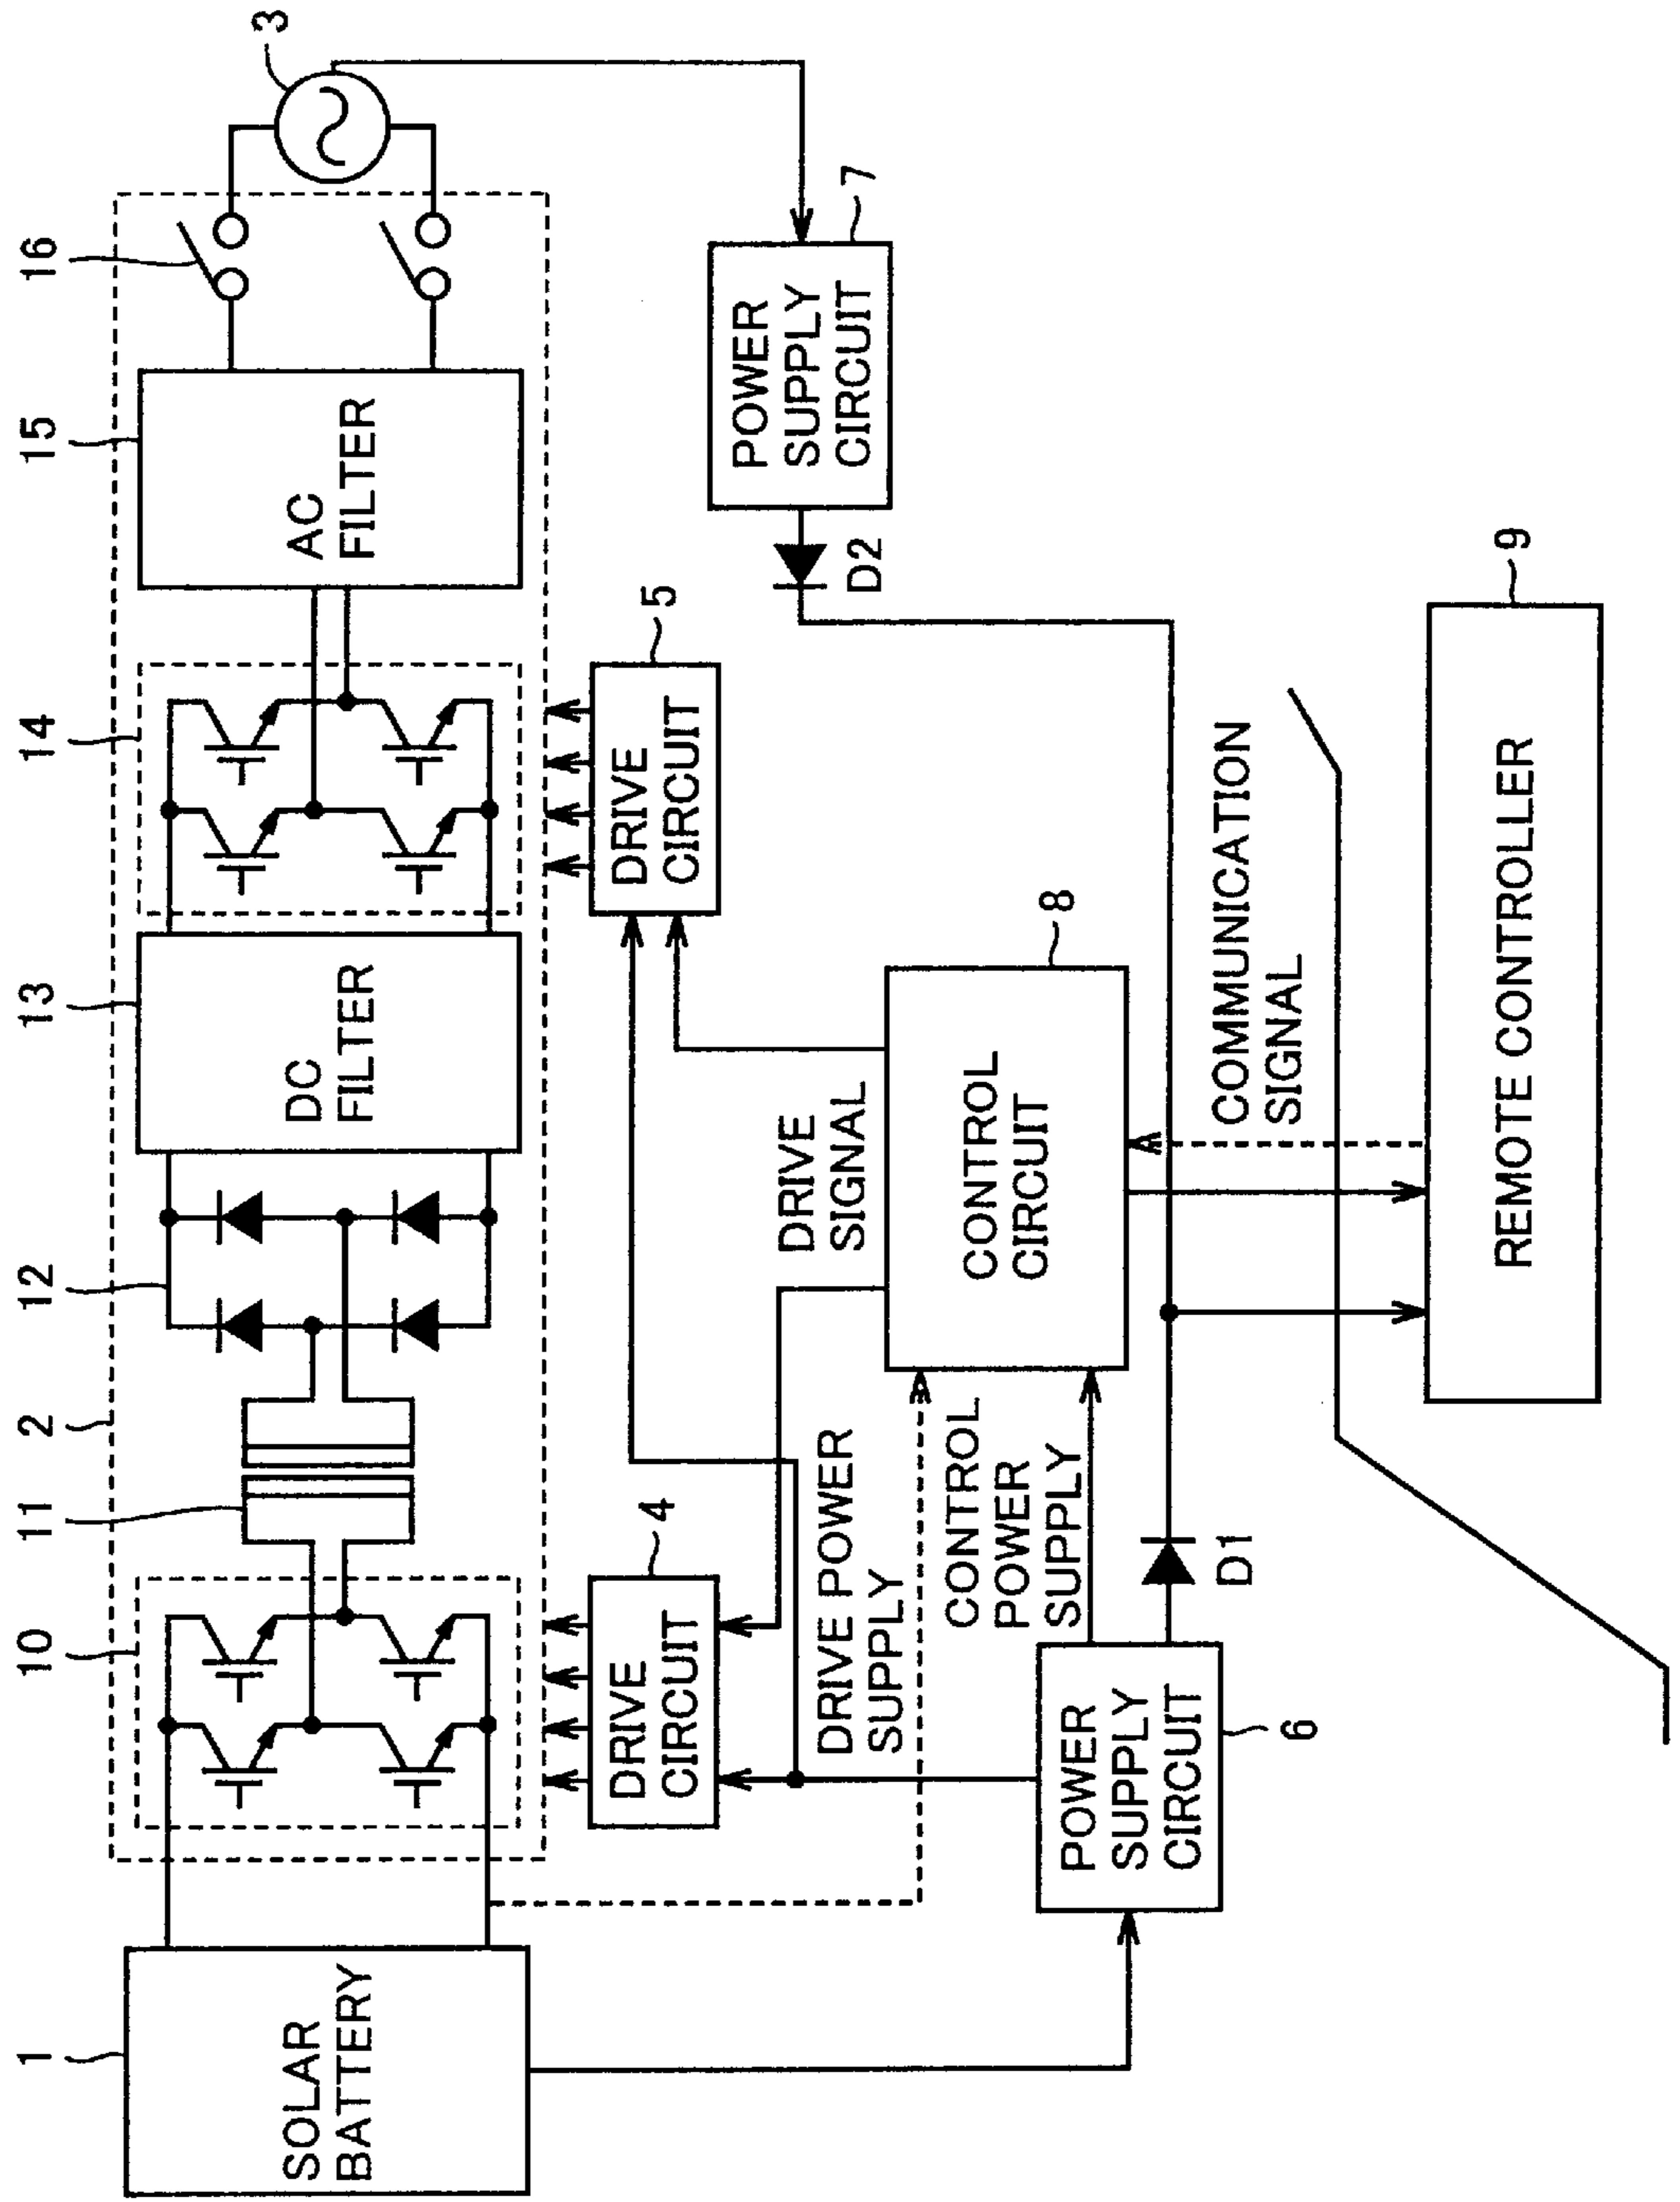 1
10
11
2
12
13
14
15
16
3
SOLAR
BATTERY
DC
FILTER
AC
FILTER
4
DRIVE
CIRCUIT
5
DRIVE
CIRCUIT
7
POWER
SUPPLY
CIRCUIT
D2
DRIVE POWER
SUPPLY
DRIVE
SIGNAL
CONTROL
POWER
SUPPLY
8
CONTROL
CIRCUIT
6
POWER
SUPPLY
CIRCUIT
D1
COMMUNICATION
SIGNAL
9
REMOTE CONTROLLER